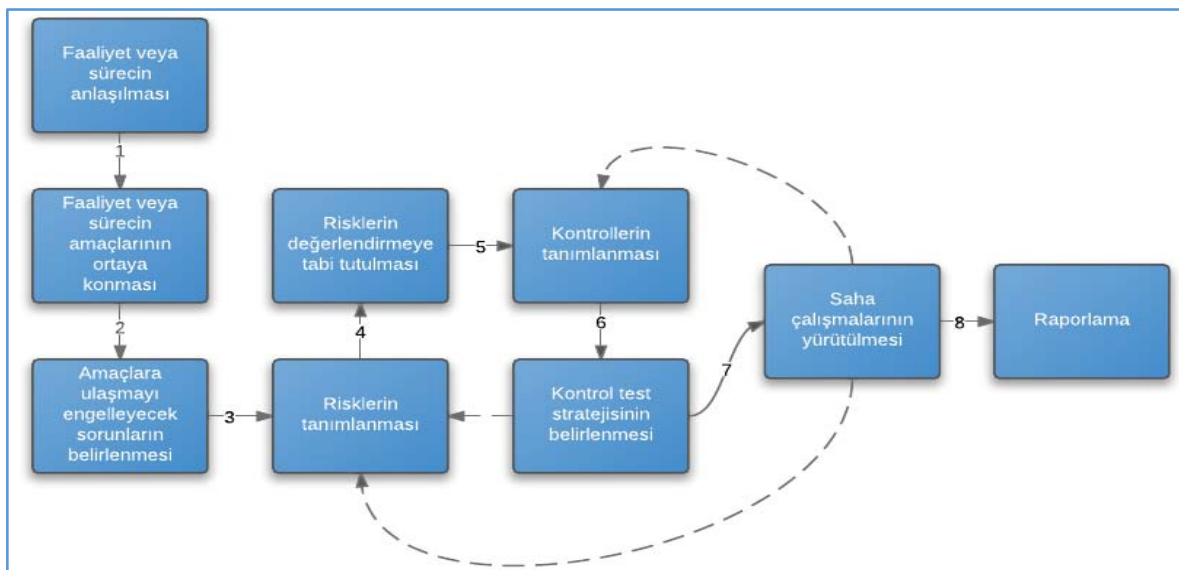 Faaliyet veya
sürecin
anlaşılması
1
Faaliyet veya
sürecin
amaçlarının
ortaya
konması
2
Amaçlara
ulaşmayı
engelleyecek
sorunların
belirlenmesi
3
Risklerin
tanımlanması
4
Risklerin
değerlendirmeye
tabi tutulması
5
Kontrollerin
tanımlanması
6
Kontrol test
stratejisinin
belirlenmesi
7
Saha
çalışmalarının
yürütülmesi
8
Raporlama